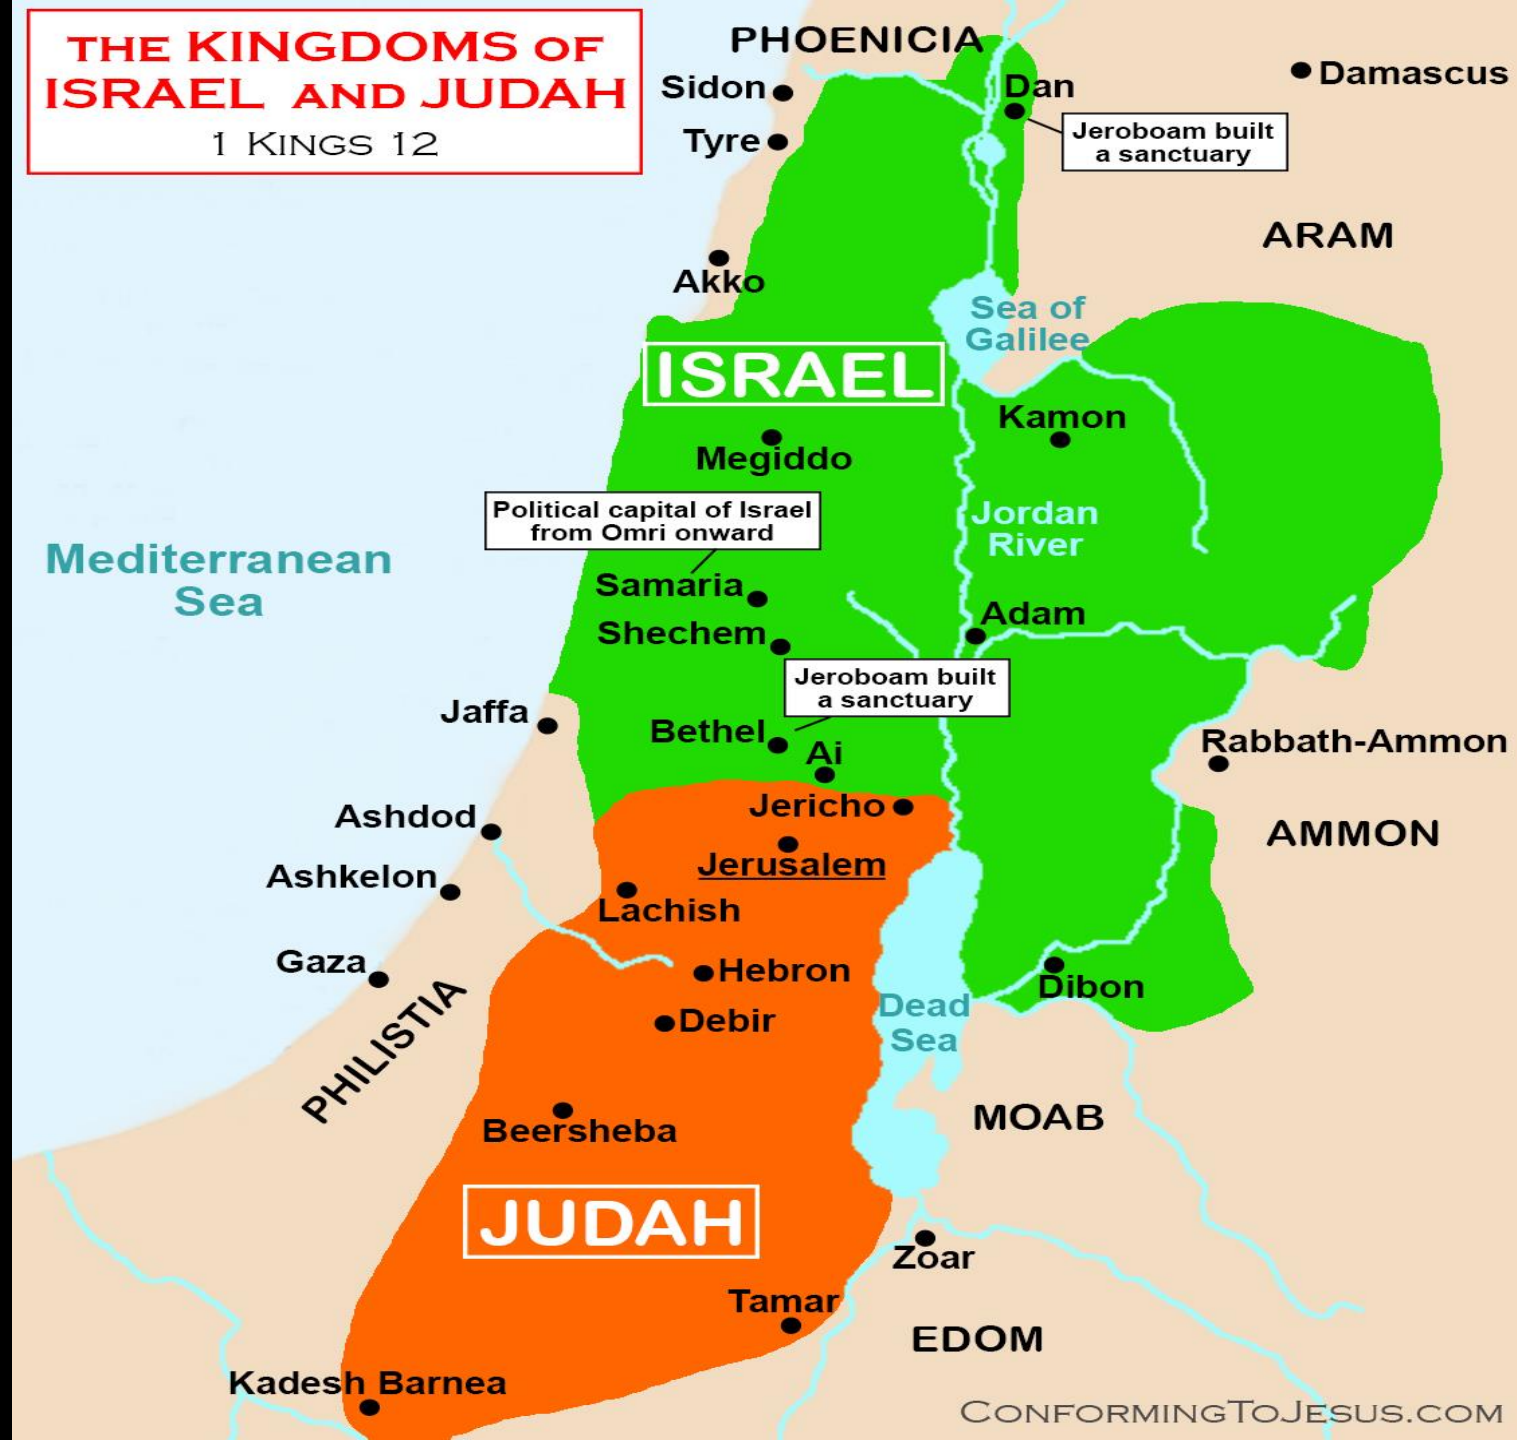 THE KINGDOMS OF
ISRAEL AND JUDAH
1 KINGS 12
PHOENICIA
Sidon
Dan
Damascus
Tyre
Jeroboam built
a sanctuary
ARAM
Akko
Sea of
Galilee
ISRAEL
Kamon
Megiddo
Political capital of Israel
from Omri onward
Jordan
River
Mediterranean
Sea
Samaria
Adam
Shechem
Jeroboam built
a sanctuary
Jaffa
Bethel
Ai
Rabbath-Ammon
Jericho
Ashdod
AMMON
Jerusalem
Ashkelon
Lachish
Gaza
Hebron
Dibon
Dead
Sea
Debir
PHILISTIA
MOAB
Beersheba
JUDAH
Zoar
Tamar
EDOM
Kadesh Barnea
CONFORMINGTOJESUS.COM